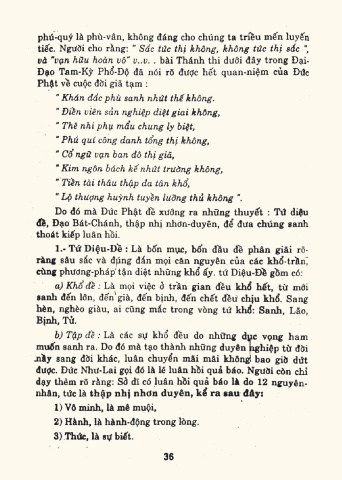 phú-quý là phù-vân, không đáng cho chúng ta triều mến luyến
tiếc. Người cho rằng: " Sắc tức thị không, không tức thị sắc ",
và "vạn hữu hoàn vô" v..v. . bài Thánh thi dưới đây trong Đại-
Đạo Tam-Kỳ Phổ-Độ đã nói rõ được hết quan-niệm của Đức
Phật về cuộc đời giả tạm :
" Khán đắc phù sanh nhứt thế không.
" Điền viên sản nghiệp diệt giai không,
" Thê nhi phụ mẫu chung ly biệt,
" Phú quí công danh tổng thị không,
" Cổ ngữ vạn ban đô thị giã,
" Kim ngôn bách kế nhứt trường không,
" Tiền tài thâu thập đa tân khổ,
" Lộ thượng huỳnh tuyền lưỡng thủ không ".
Do đó mà Đức Phật đề xướng ra những thuyết : Tứ diệu
đề, Đạo Bát-Chánh, thập nhị nhơn-duyên, để đưa chúng sanh
thoát kiếp luân hồi.
1.- Tứ Diệu-Đề : Là bốn mục, bốn đầu đề phân giải rõ-
ràng sâu sắc và đúng đắn mọi căn nguyên của các khổ-trần,
cùng phương-pháp tận diệt những khổ ấy. tứ Diệu-Đề gồm có:
a) Khổ đề : Là mọi việc ở trần gian đều khổ hết, từ mới
sanh đến lớn, đến già, đến bịnh, đến chết đều chịu khổ. Sang
hèn, nghèo giàu, ai cũng mắc trong vòng tứ khổ: Sanh, Lão,
Bịnh, Tử.
b) Tập đề : Là các sự khổ đều do những dục vọng ham
muốn sanh ra. Do đó mà tạo thành những duyên nghiệp từ đời
này sang đời khác, luân chuyển mãi mãi không bao giờ dứt
được. Đức Như-Lai gọi đó là lẽ luân hồi quả báo. Người còn chỉ
dạy thêm rõ rằng: Sở dĩ có luân hồi quả báo là do 12 nguyên-
nhân, tức là thập nhị nhơn duyên, kể ra sau đây:
1) Vô minh, là mê muội,
2) Hành, là hành-động trong lòng.
3) Thức, là sự biết.
36